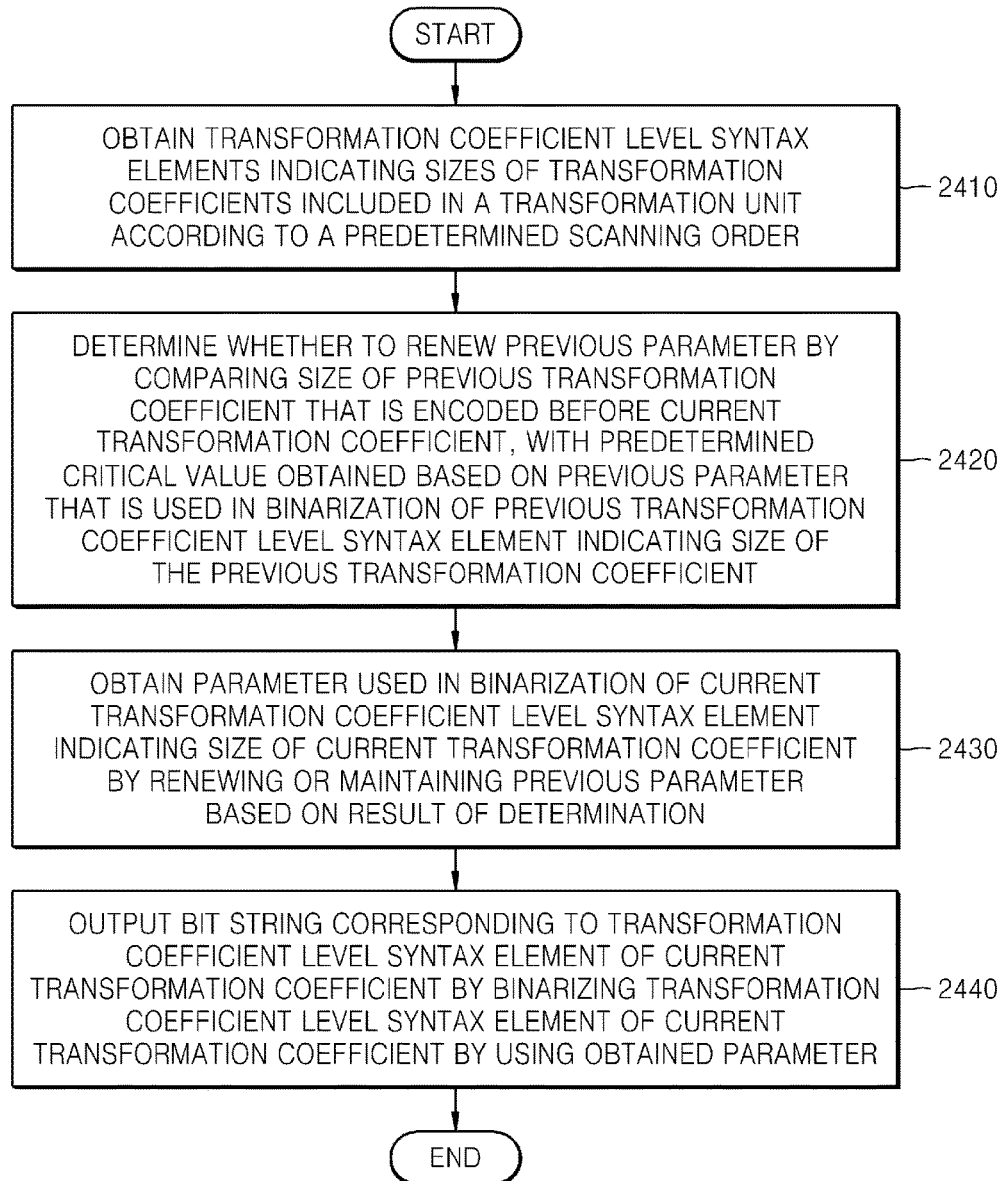 START
OBTAIN TRANSFORMATION COEFFICIENT LEVEL SYNTAX
ELEMENTS INDICATING SIZES OF TRANSFORMATION
COEFFICIENTS INCLUDED IN A TRANSFORMATION UNIT
ACCORDING TO A PREDETERMINED SCANNING ORDER
2410
DETERMINE WHETHER TO RENEW PREVIOUS PARAMETER BY
COMPARING SIZE OF PREVIOUS TRANSFORMATION
COEFFICIENT THAT IS ENCODED BEFORE CURRENT
TRANSFORMATION COEFFICIENT, WITH PREDETERMINED
CRITICAL VALUE OBTAINED BASED ON PREVIOUS PARAMETER
THAT IS USED IN BINARIZATION OF PREVIOUS TRANSFORMATION
COEFFICIENT LEVEL SYNTAX ELEMENT INDICATING SIZE OF
THE PREVIOUS TRANSFORMATION COEFFICIENT
2420
OBTAIN PARAMETER USED IN BINARIZATION OF CURRENT
TRANSFORMATION COEFFICIENT LEVEL SYNTAX ELEMENT
INDICATING SIZE OF CURRENT TRANSFORMATION COEFFICIENT
BY RENEWING OR MAINTAINING PREVIOUS PARAMETER
BASED ON RESULT OF DETERMINATION
2430
OUTPUT BIT STRING CORRESPONDING TO TRANSFORMATION
COEFFICIENT LEVEL SYNTAX ELEMENT OF CURRENT
TRANSFORMATION COEFFICIENT BY BINARIZING TRANSFORMATION
COEFFICIENT LEVEL SYNTAX ELEMENT OF CURRENT
TRANSFORMATION COEFFICIENT BY USING OBTAINED PARAMETER
2440
END